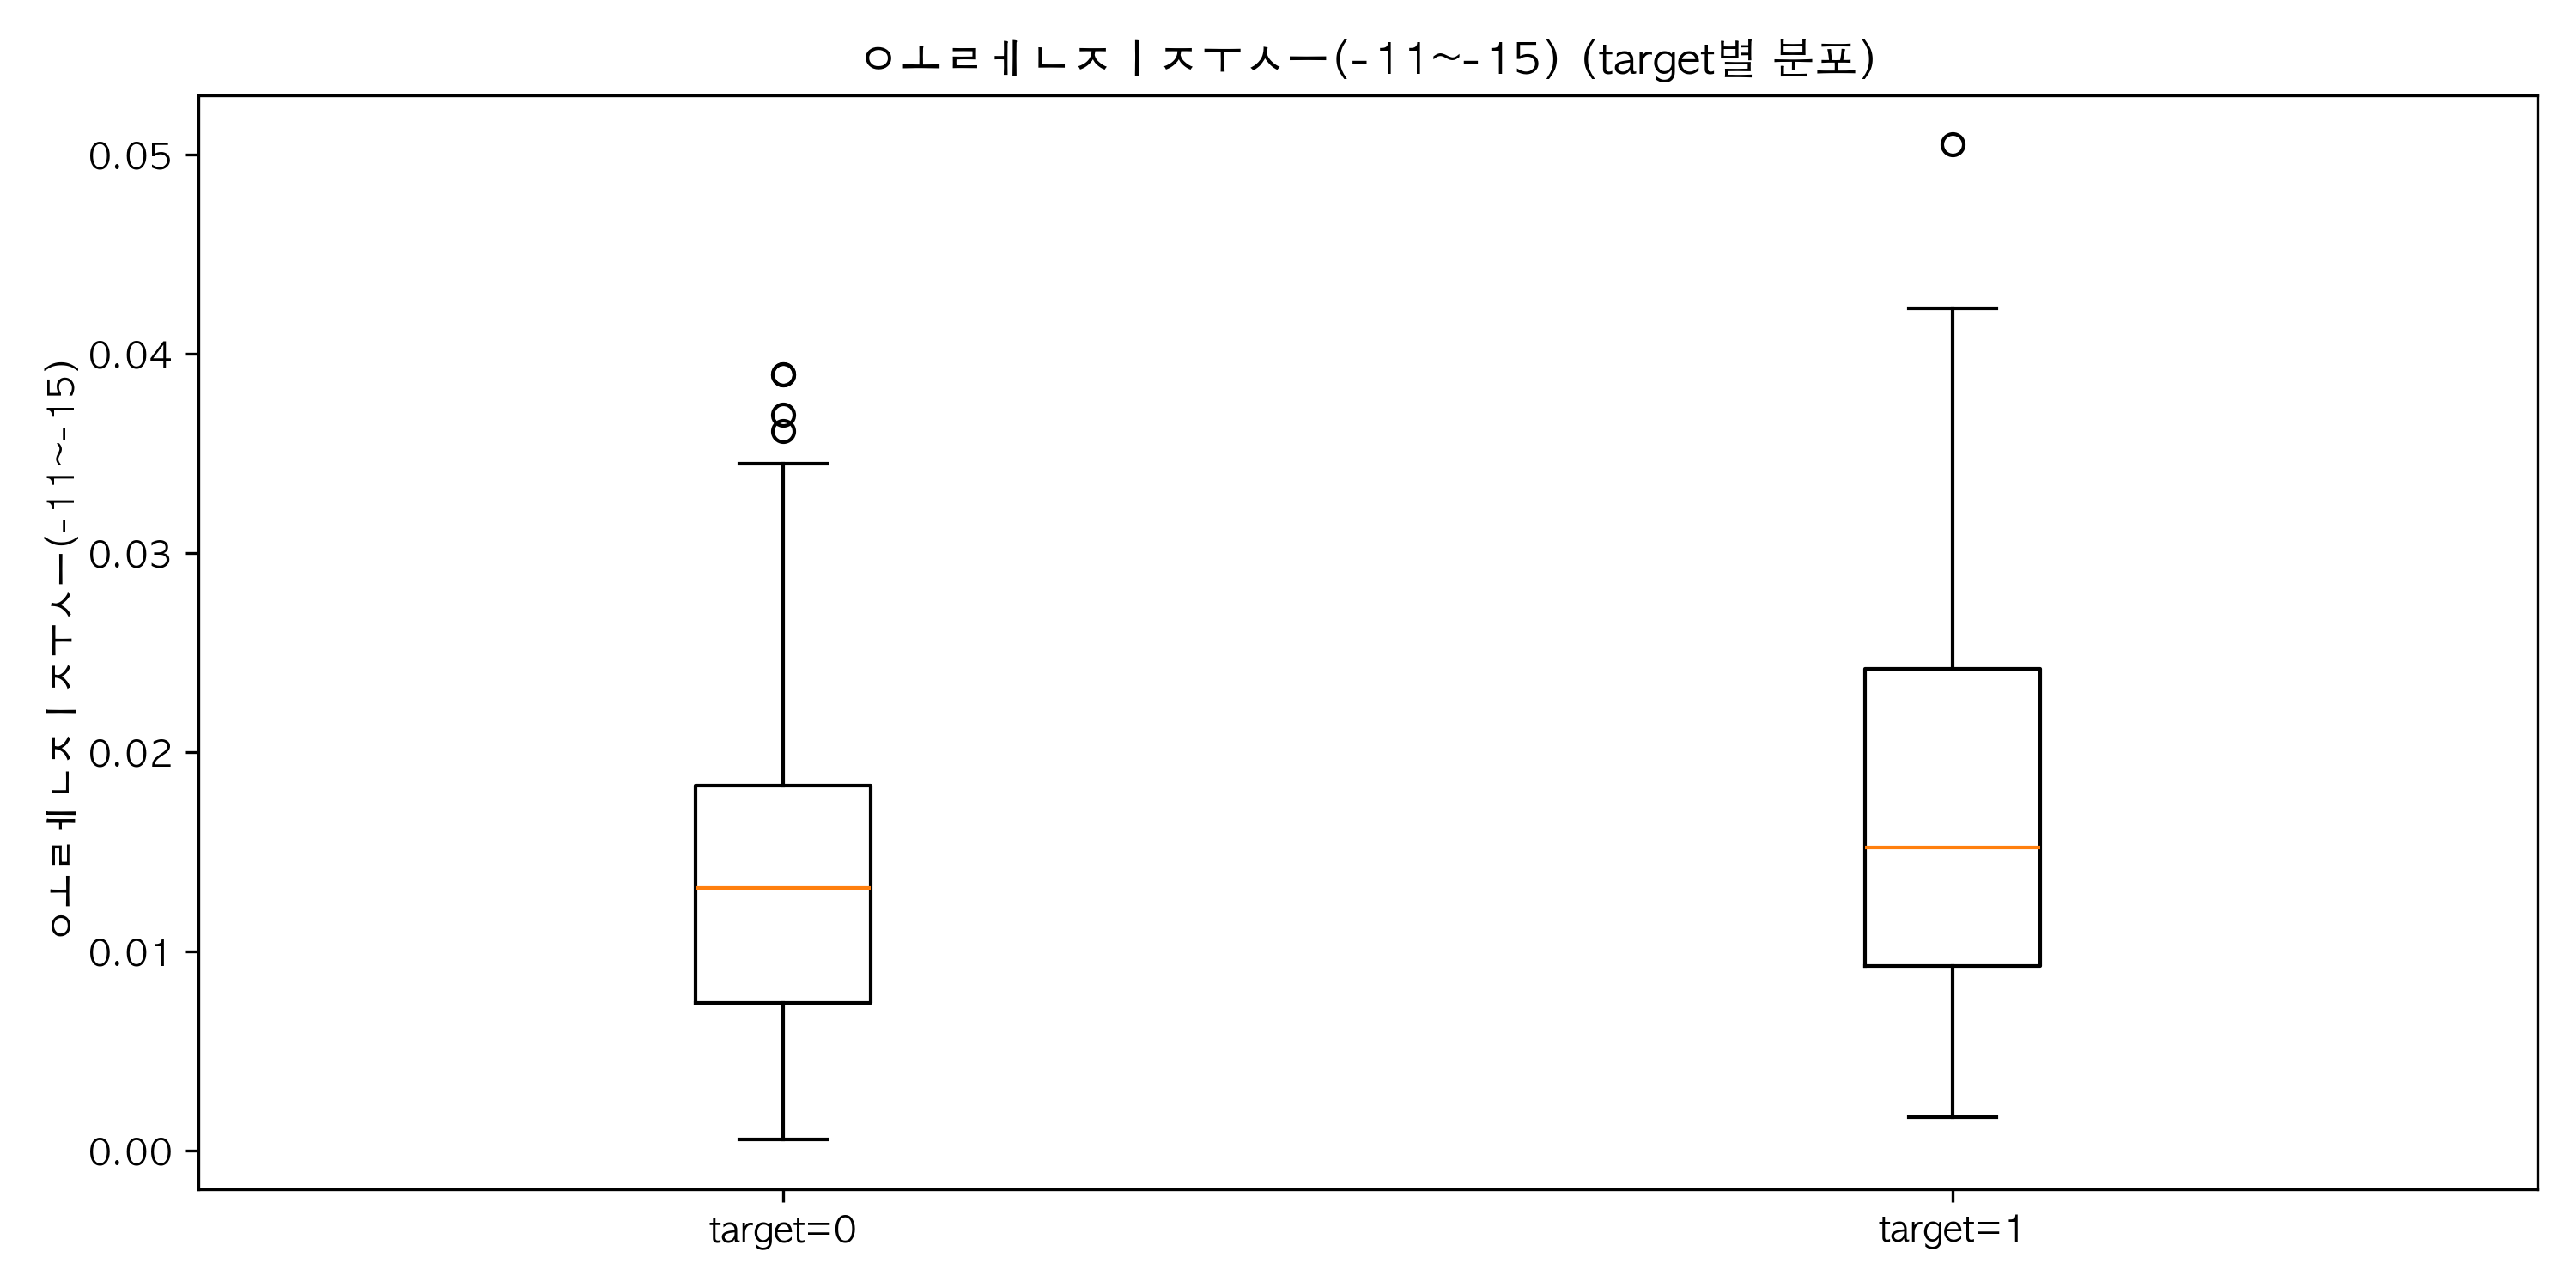 ㅇㅗㄹㅔㄴㅈㅣㅈㅜㅅㅡ(-11~-15) (target별 분포)
ㅇㅗㄹㅔㄴㅈㅣㅈㅜㅅㅡ(-11~-15)
0.05
0.04
0.03
0.02
0.01
0.00
target=0
target=1